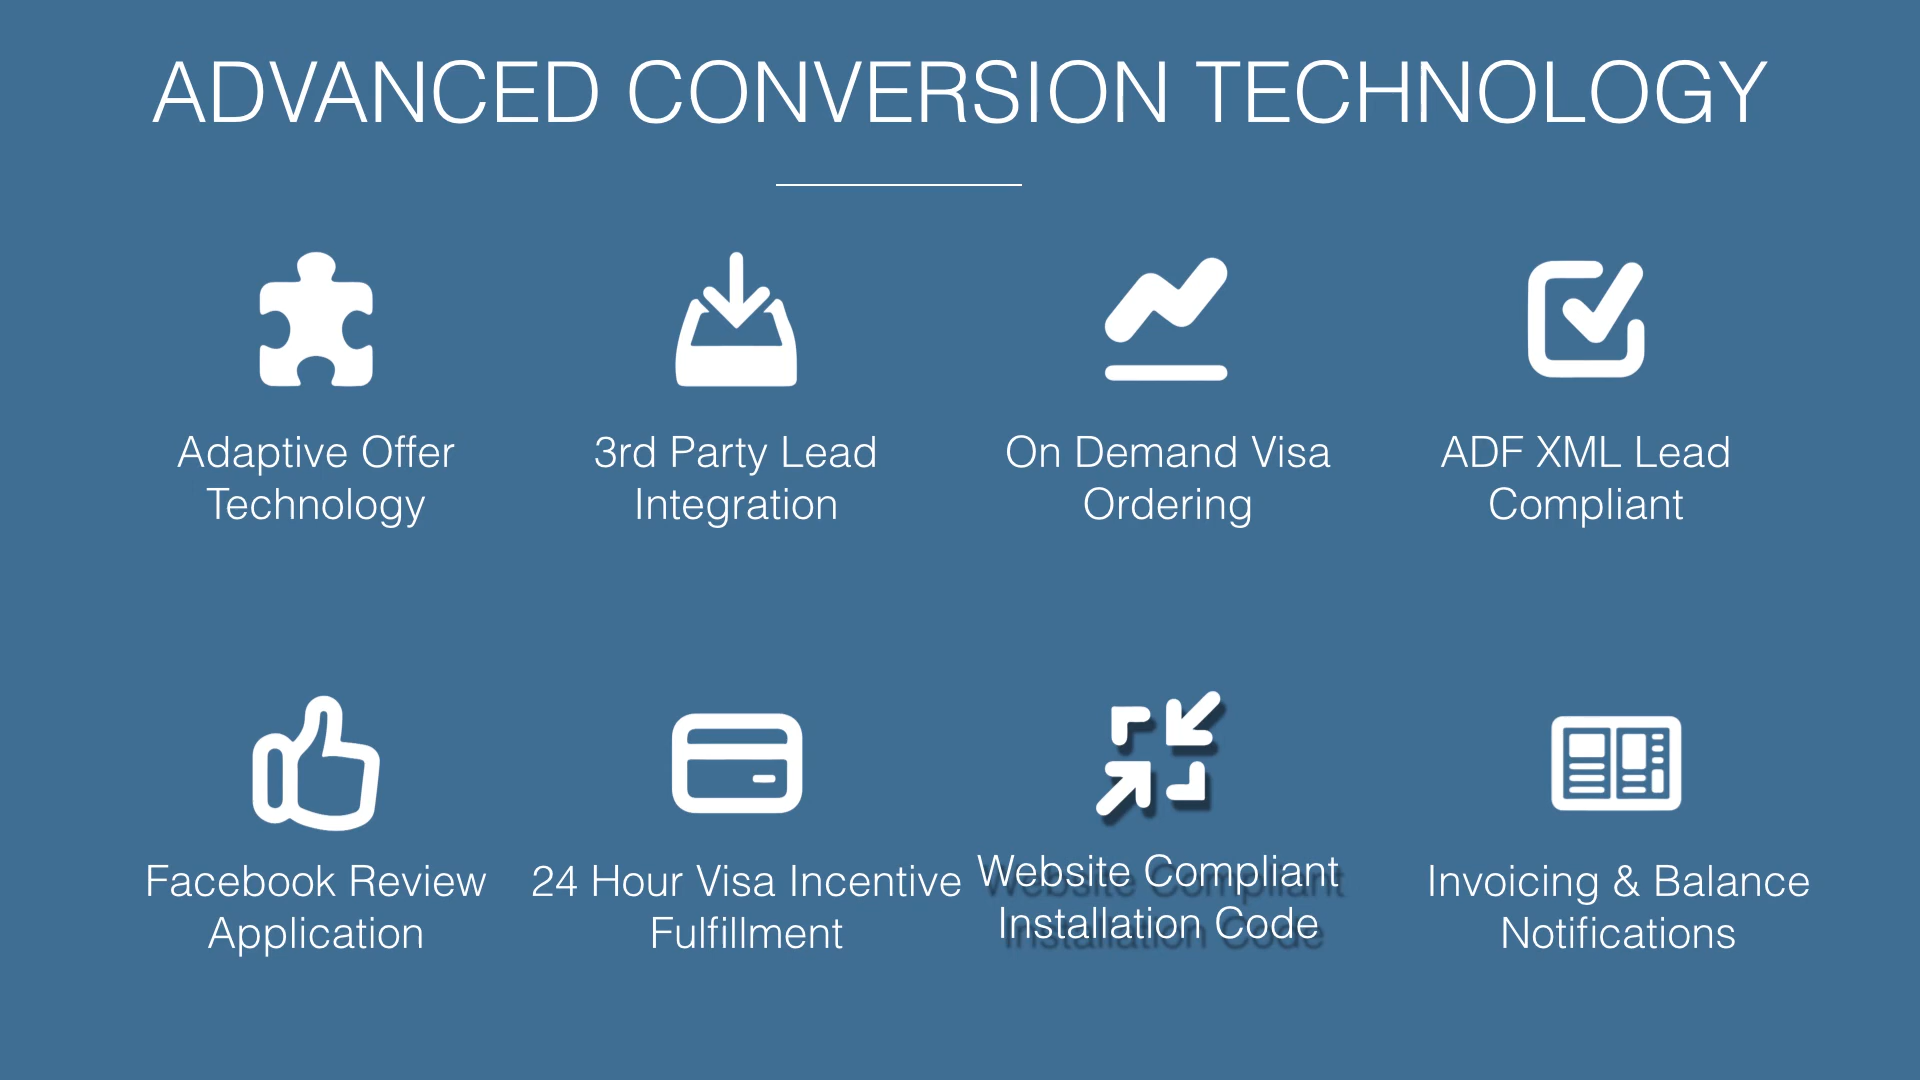 ADVANCED CONVERSION TECHNOLOGY
Adaptive Offer
Technology
3rd Party Lead
Integration
On Demand Visa
Ordering
ADF XML Lead
Compliant
Facebook Review
Application
24 Hour Visa Incentive
Fulfillment
Website Compliant
Installation Code
Invoicing & Balance
Notifications